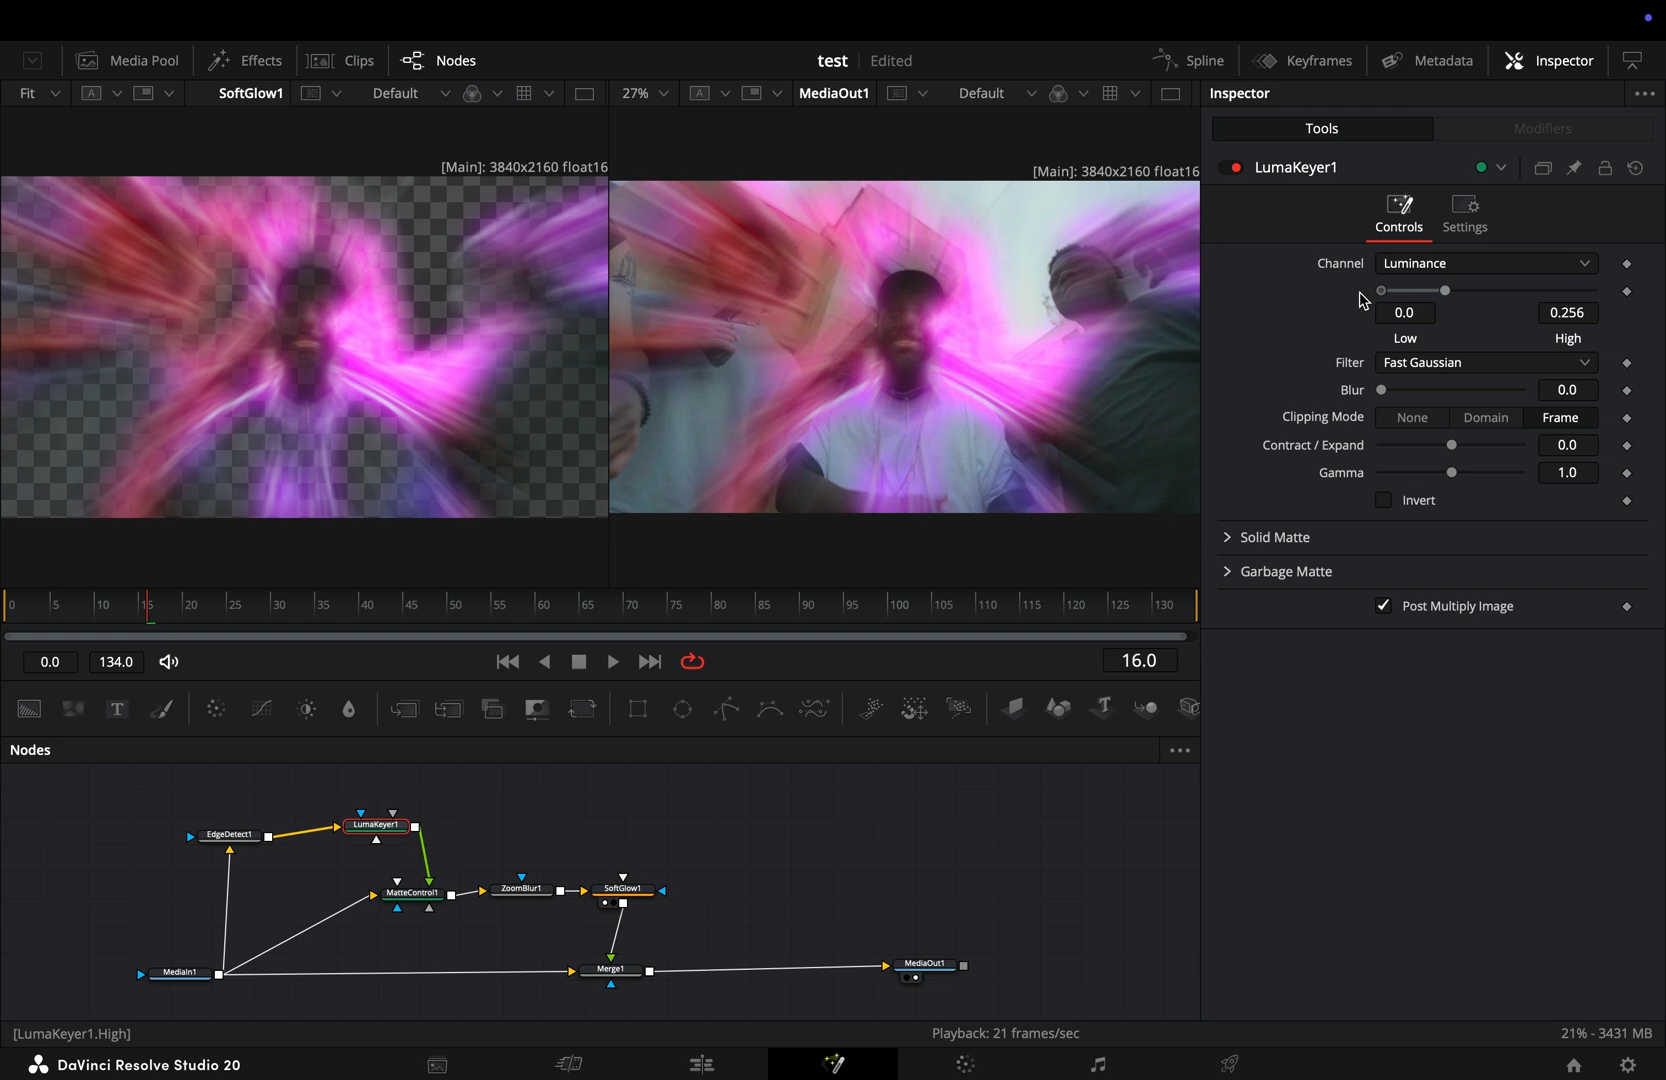 Media Pool Effects Clips Nodes test Edited Spline Keyframes Metadata Inspector
Fit A SoftGlow1 Default 27% A MediaOut1 Default Inspector
Tools Modifiers
[Main]: 3840x2160 float16 [Main]: 3840x2160 float16
LumaKeyer1
Controls Settings
Channel Luminance
0.0 0.256
Low High
Filter Fast Gaussian
Blur 0.0
Clipping Mode None Domain Frame
Contract / Expand 0.0
Gamma 1.0
Invert
Solid Matte
Garbage Matte
Post Multiply Image
0 5 10 15 20 25 30 35 40 45 50 55 60 65 70 75 80 85 90 95 100 105 110 115 120 125 130
0.0 134.0 16.0
T T
Nodes
EdgeDetect1 LumaKeyer1
MatteControl1 ZoomBlur1 SoftGlow1
MediaIn1 Merge1 MediaOut1
[LumaKeyer1.High] Playback: 21 frames/sec 21% - 3431 MB
DaVinci Resolve Studio 20